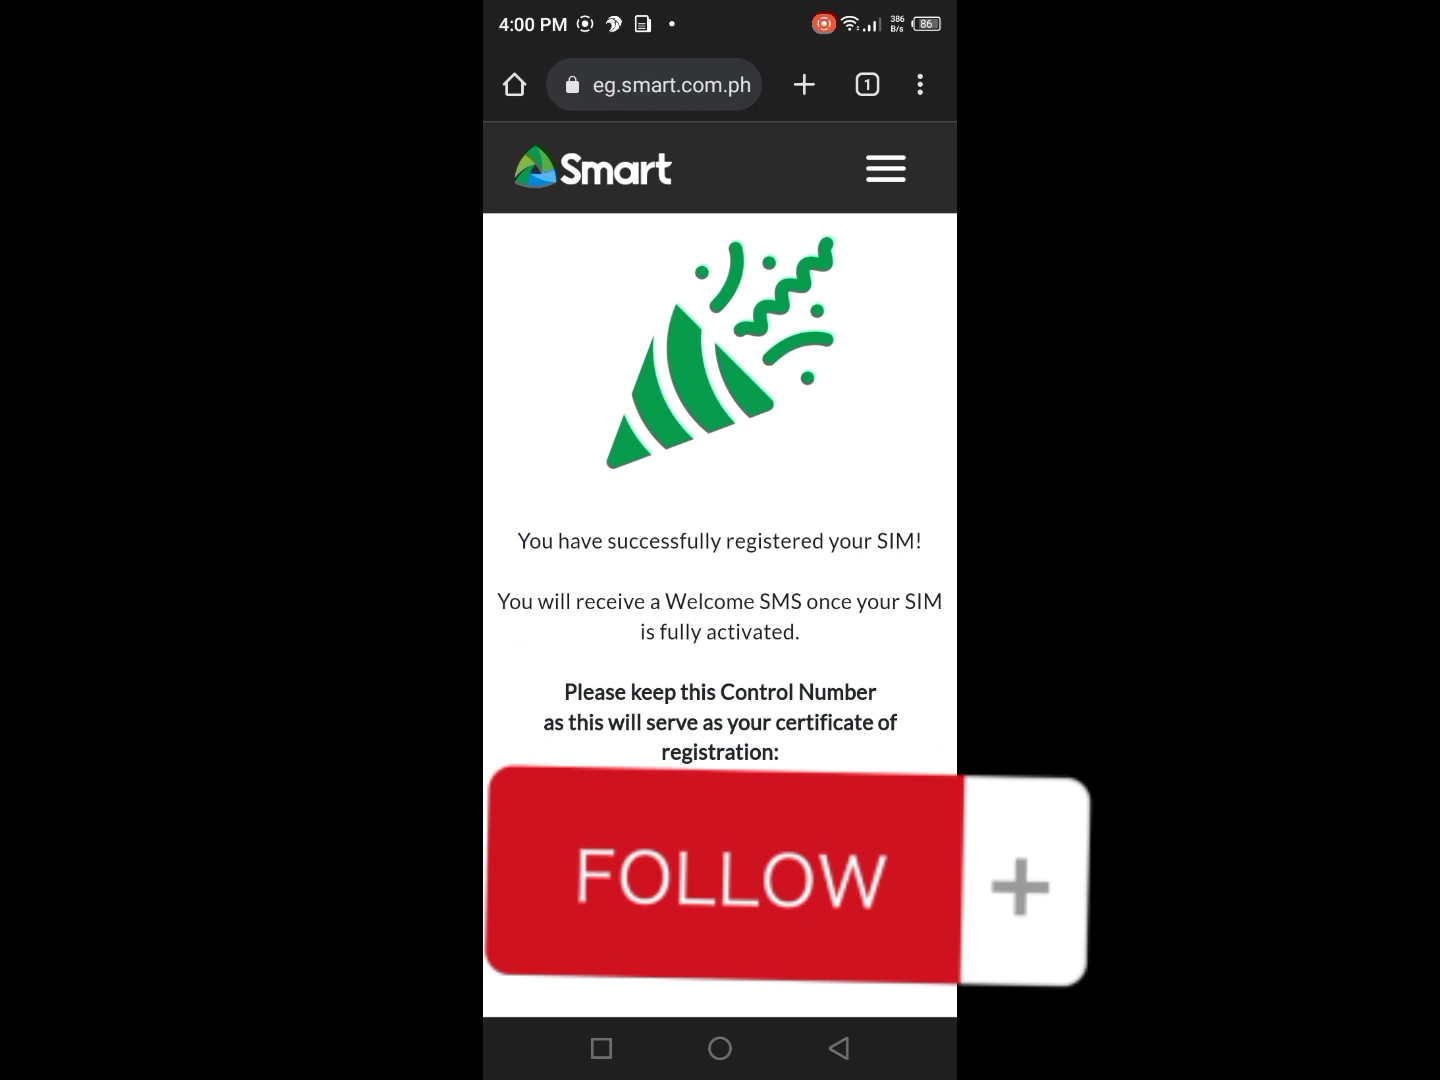 4:00 PM
386
B/s
86
eg.smart.com.ph
1
Smart
You have successfully registered your SIM!
You will receive a Welcome SMS once your SIM
is fully activated.
Please keep this Control Number
as this will serve as your certificate of
registration:
FOLLOW +